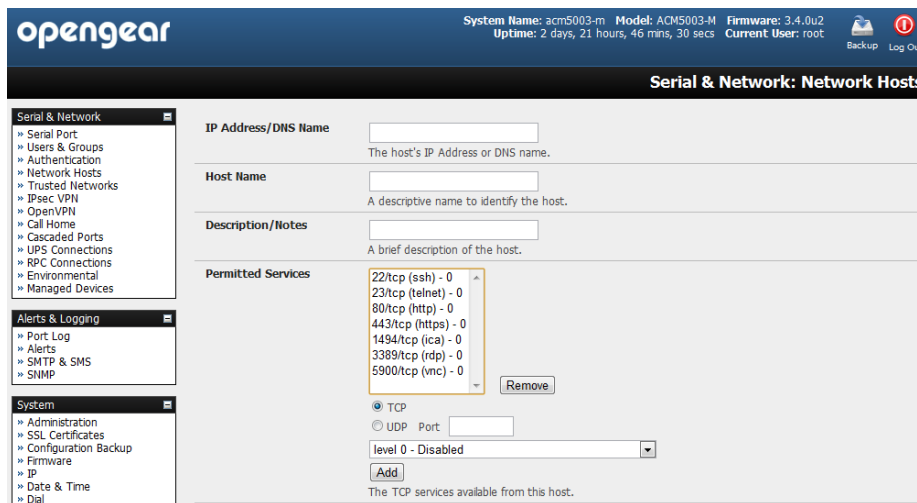 opengear
System Name: acm5003-m Model: ACM5003-M Firmware: 3.4.0u2
Uptime: 2 days, 21 hours, 46 mins, 30 secs Current User: root
Backup
Log Ou
Serial & Network: Network Hosts
Serial & Network
» Serial Port
» Users & Groups
» Authentication
» Network Hosts
» Trusted Networks
» IPsec VPN
» OpenVPN
» Call Home
» Cascaded Ports
» UPS Connections
» RPC Connections
» Environmental
» Managed Devices
Alerts & Logging
» Port Log
» Alerts
» SMTP & SMS
» SNMP
System
» Administration
» SSL Certificates
» Configuration Backup
» Firmware
» IP
» Date & Time
» Dial
IP Address/DNS Name
The host's IP Address or DNS name.
Host Name
A descriptive name to identify the host.
Description/Notes
A brief description of the host.
Permitted Services
22/tcp (ssh) - 0
23/tcp (telnet) - 0
80/tcp (http) - 0
443/tcp (https) - 0
1494/tcp (ica) - 0
3389/tcp (rdp) - 0
5900/tcp (vnc) - 0
Remove
TCP
UDP Port
level 0 - Disabled
Add
The TCP services available from this host.